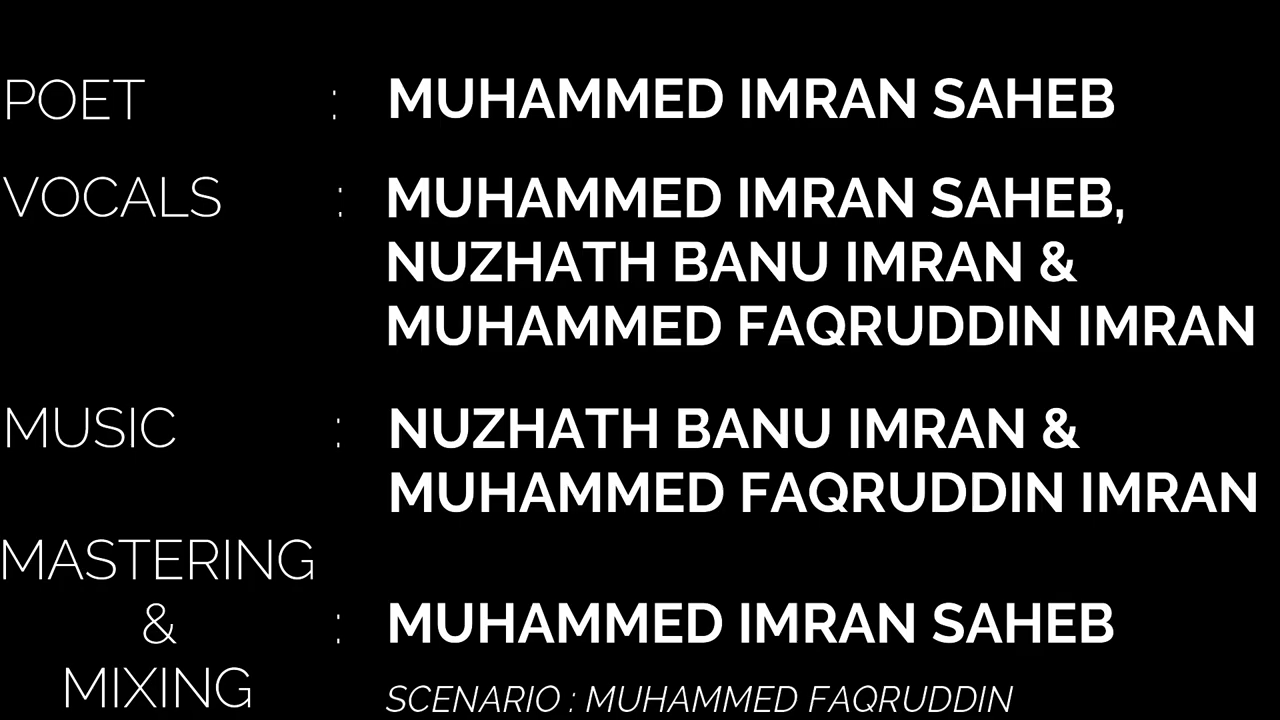 POET : MUHAMMED IMRAN SAHEB
VOCALS : MUHAMMED IMRAN SAHEB,
NUZHATH BANU IMRAN &
MUHAMMED FAQRUDDIN IMRAN
MUSIC : NUZHATH BANU IMRAN &
MUHAMMED FAQRUDDIN IMRAN
MASTERING
& : MUHAMMED IMRAN SAHEB
MIXING
SCENARIO : MUHAMMED FAQRUDDIN